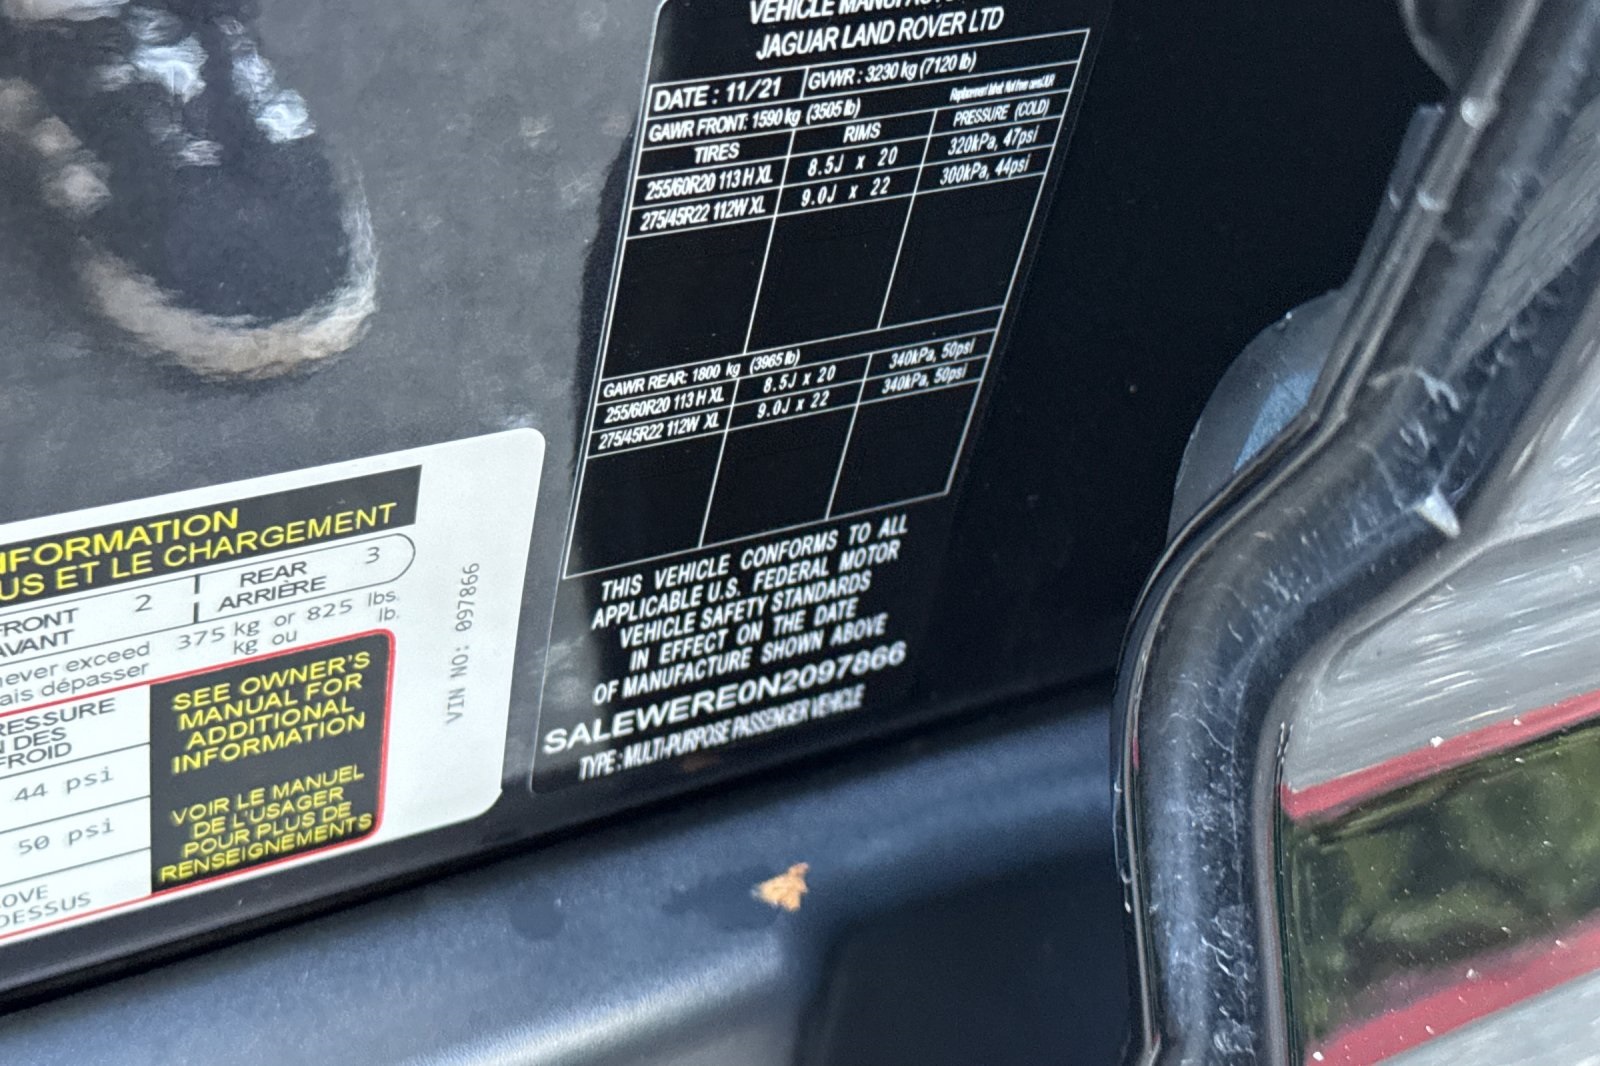 VEHICLE
JAGUAR LAND ROVER LTD
DATE : 11/21 GVWR : 3230 kg (7120 lb)
GAWR FRONT: 1590 kg (3505 lb)
TIRES RIMS PRESSURE (COLD)
255/60R20 113 H XL 8.5J x 20 320kPa, 47psi
275/45R22 112W XL 9.0J x 22 300kPa, 44psi
GAWR REAR: 1800 kg (3965 lb)
255/60R20 113 H XL 8.5J x 20 340kPa, 50psi
275/45R22 112W XL 9.0J x 22 340kPa, 50psi
THIS VEHICLE CONFORMS TO ALL
APPLICABLE U.S. FEDERAL MOTOR
VEHICLE SAFETY STANDARDS
IN EFFECT ON THE DATE
OF MANUFACTURE SHOWN ABOVE
SALEWERE0N2097866
TYPE : MULTI-PURPOSE PASSENGER VEHICLE
NFORMATION
US ET LE CHARGEMENT
FRONT 2 REAR 3
AVANT ARRIÈRE
never exceed 375 kg or 825 lbs.
ais dépasser kg ou lb.
RESSURE
N DES
FROID
44 psi
50 psi
OVE
DESSUS
SEE OWNER'S
MANUAL FOR
ADDITIONAL
INFORMATION
VOIR LE MANUEL
DE L'USAGER
POUR PLUS DE
RENSEIGNEMENTS
VIN NO: 097866